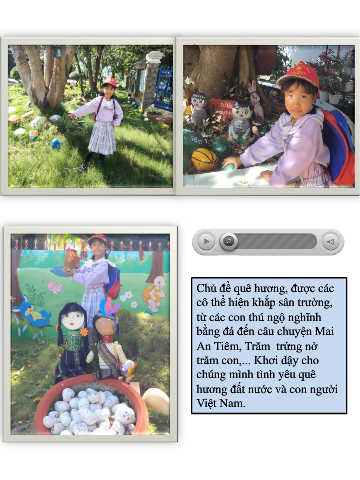 Chủ đề quê hương, được các
cô thể hiện khắp sân trường,
từ các con thú ngộ nghĩnh
bằng đá đến câu chuyện Mai
An Tiêm, Trăm trứng nở
trăm con,... Khơi dậy cho
chúng mình tình yêu quê
hương đất nước và con người
Việt Nam.